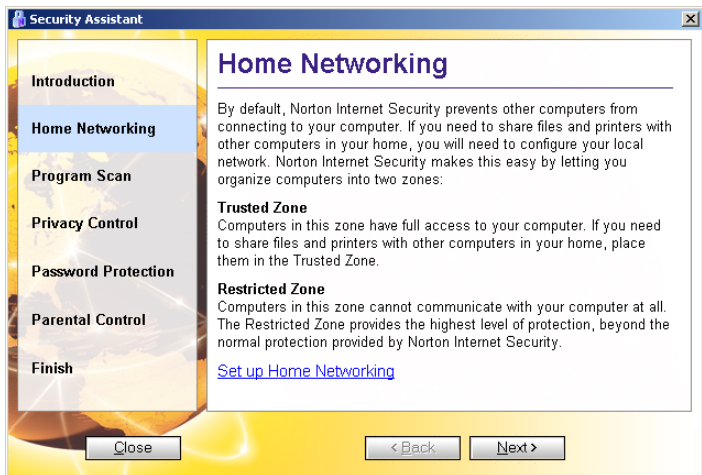 Security Assistant
Introduction
Home Networking
Program Scan
Privacy Control
Password Protection
Parental Control
Finish
Home Networking
By default, Norton Internet Security prevents other computers from
connecting to your computer. If you need to share files and printers with
other computers in your home, you will need to configure your local
network. Norton Internet Security makes this easy by letting you
organize computers into two zones:
Trusted Zone
Computers in this zone have full access to your computer. If you need
to share files and printers with other computers in your home, place
them in the Trusted Zone.
Restricted Zone
Computers in this zone cannot communicate with your computer at all.
The Restricted Zone provides the highest level of protection, beyond the
normal protection provided by Norton Internet Security.
Set up Home Networking
Close
< Back
Next >